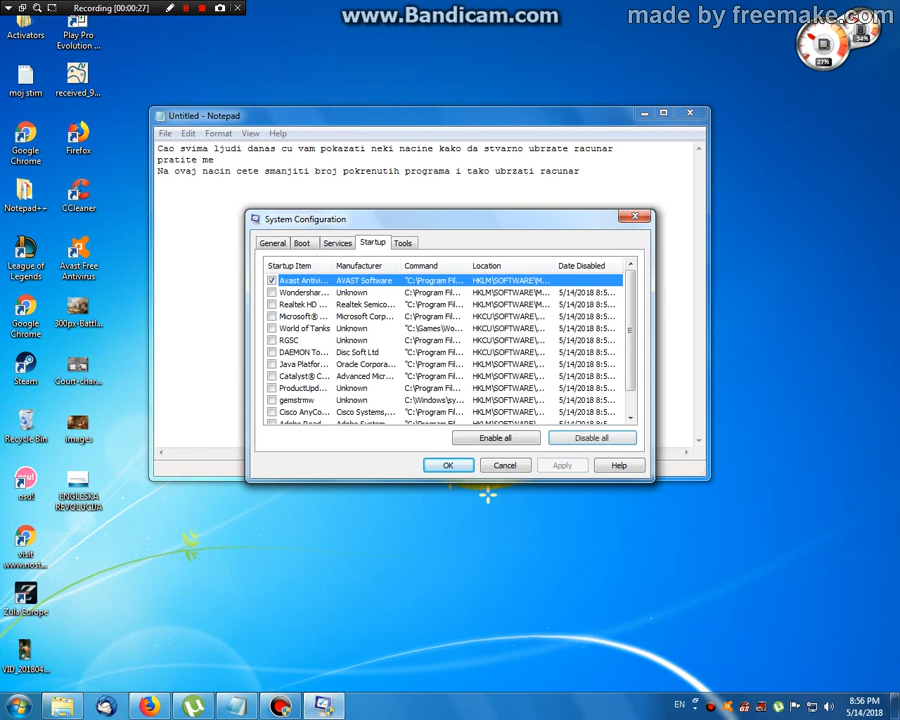 Recording [00:00:27]
www.Bandicam.com
made by freemake.com
34%
27%
Activators
Play Pro
Evolution ...
moj stim
received_9...
Google
Chrome
Firefox
Notepad++
CCleaner
League of
Legends
Avast Free
Antivirus
Google
Chrome
300px-Battl...
Steam
Court-char...
Recycle Bin
images
osu!
ENGLESKA
REVOLUCIJA
visit
www.nost...
Zula Europe
VID_201804...
Untitled - Notepad
File Edit Format View Help
Cao svima ljudi danas cu vam pokazati neki nacine kako da stvarno ubrzate racunar
pratite me
Na ovaj nacin cete smanjiti broj pokrenutih programa i tako ubrzati racunar
System Configuration
General Boot Services Startup Tools
Startup Item Manufacturer Command Location Date Disabled
Avast Antivi... AVAST Software "C:\Program Fil... HKLM\SOFTWARE\M...
Wondershar... Unknown "C:\Program Fil... HKLM\SOFTWARE\... 5/14/2018 8:5...
Realtek HD ... Realtek Semico... "C:\Program Fil... HKLM\SOFTWARE\... 5/14/2018 8:5...
Microsoft® ... Microsoft Corp... "C:\Program Fil... HKCU\SOFTWARE\... 5/14/2018 8:5...
World of Tanks Unknown "C:\Games\Wo... HKCU\SOFTWARE\... 5/14/2018 8:5...
RGSC Unknown C:\Program Fil... HKCU\SOFTWARE\... 5/14/2018 8:5...
DAEMON To... Disc Soft Ltd "C:\Program Fil... HKCU\SOFTWARE\... 5/14/2018 8:5...
Java Platfor... Oracle Corpora... "C:\Program Fil... HKLM\SOFTWARE\... 5/14/2018 8:5...
Catalyst® C... Advanced Micr... "C:\Program Fil... HKLM\SOFTWARE\... 5/14/2018 8:5...
ProductUpd... Unknown C:\Program Fil... HKLM\SOFTWARE\... 5/14/2018 8:5...
gemstrmw Unknown C:\Windows\sy... HKLM\SOFTWARE\... 5/14/2018 8:5...
Cisco AnyCo... Cisco Systems,... "C:\Program Fil... HKLM\SOFTWARE\... 5/14/2018 8:5...
Enable all Disable all
OK Cancel Apply Help
EN
8:56 PM
5/14/2018